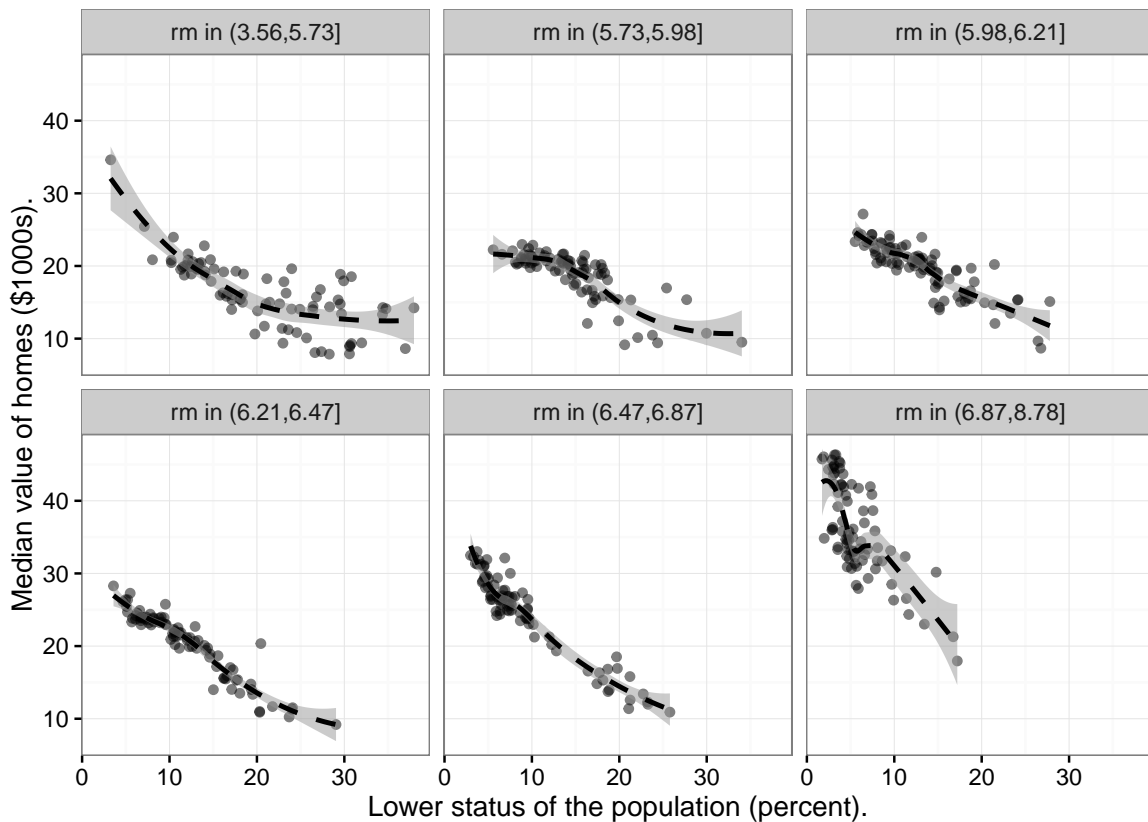 rm in (3.56,5.73]
rm in (5.73,5.98]
rm in (5.98,6.21]
40
30
20
10
rm in (6.21,6.47]
rm in (6.47,6.87]
rm in (6.87,8.78]
40
30
20
10
0
10
20
30
0
10
20
30
0
10
20
30
Median value of homes ($1000s).
Lower status of the population (percent).